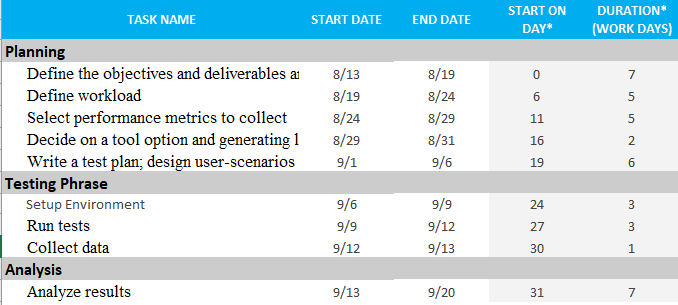 TASK NAME START DATE END DATE START ON DAY* DURATION* (WORK DAYS)
Planning
Define the objectives and deliverables 8/13 8/19 0 7
Define workload 8/19 8/24 6 5
Select performance metrics to collect 8/24 8/29 11 5
Decide on a tool option and generating 8/29 8/31 16 2
Write a test plan; design user-scenarios 9/1 9/6 19 6
Testing Phrase
Setup Environment 9/6 9/9 24 3
Run tests 9/9 9/12 27 3
Collect data 9/12 9/13 30 1
Analysis
Analyze results 9/13 9/20 31 7